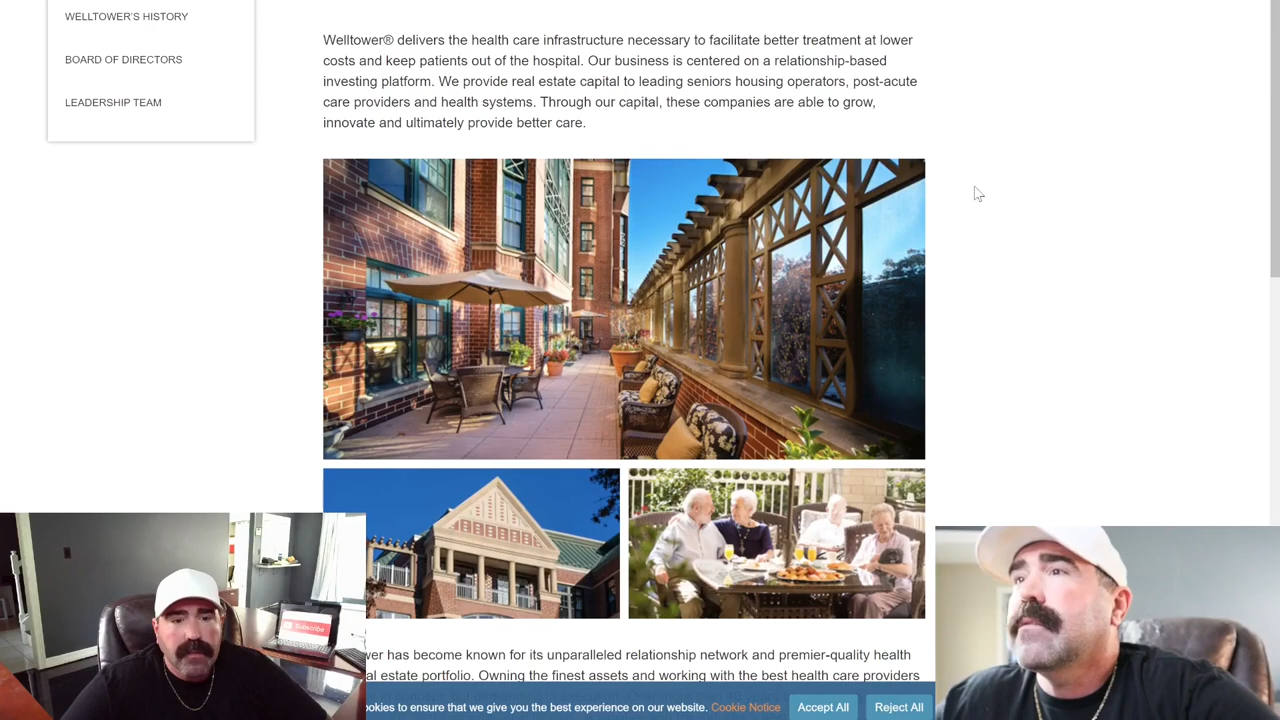 WELLTOWER'S HISTORY
BOARD OF DIRECTORS
LEADERSHIP TEAM
Welltower® delivers the health care infrastructure necessary to facilitate better treatment at lower
costs and keep patients out of the hospital. Our business is centered on a relationship-based
investing platform. We provide real estate capital to leading seniors housing operators, post-acute
care providers and health systems. Through our capital, these companies are able to grow,
innovate and ultimately provide better care.
Subscribe
wer has become known for its unparalleled relationship network and premier-quality health
al estate portfolio. Owning the finest assets and working with the best health care providers
ookies to ensure that we give you the best experience on our website. Cookie Notice
Accept All
Reject All